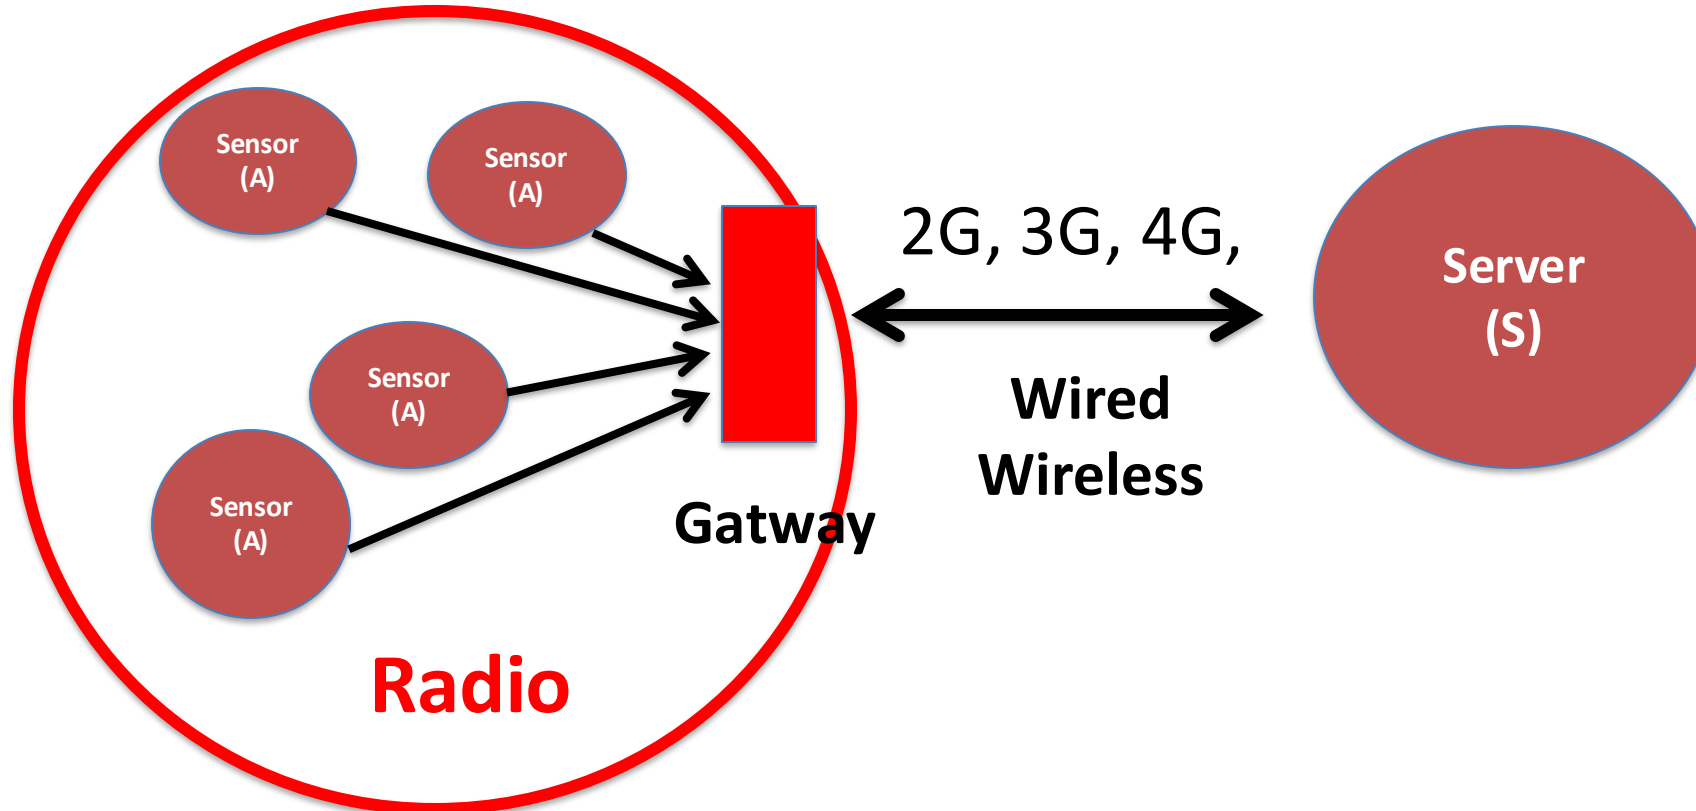 Sensor
(A)
Sensor
(A)
Sensor
(A)
Sensor
(A)
Gatway
Radio
2G, 3G, 4G,
Wired
Wireless
Server
(S)